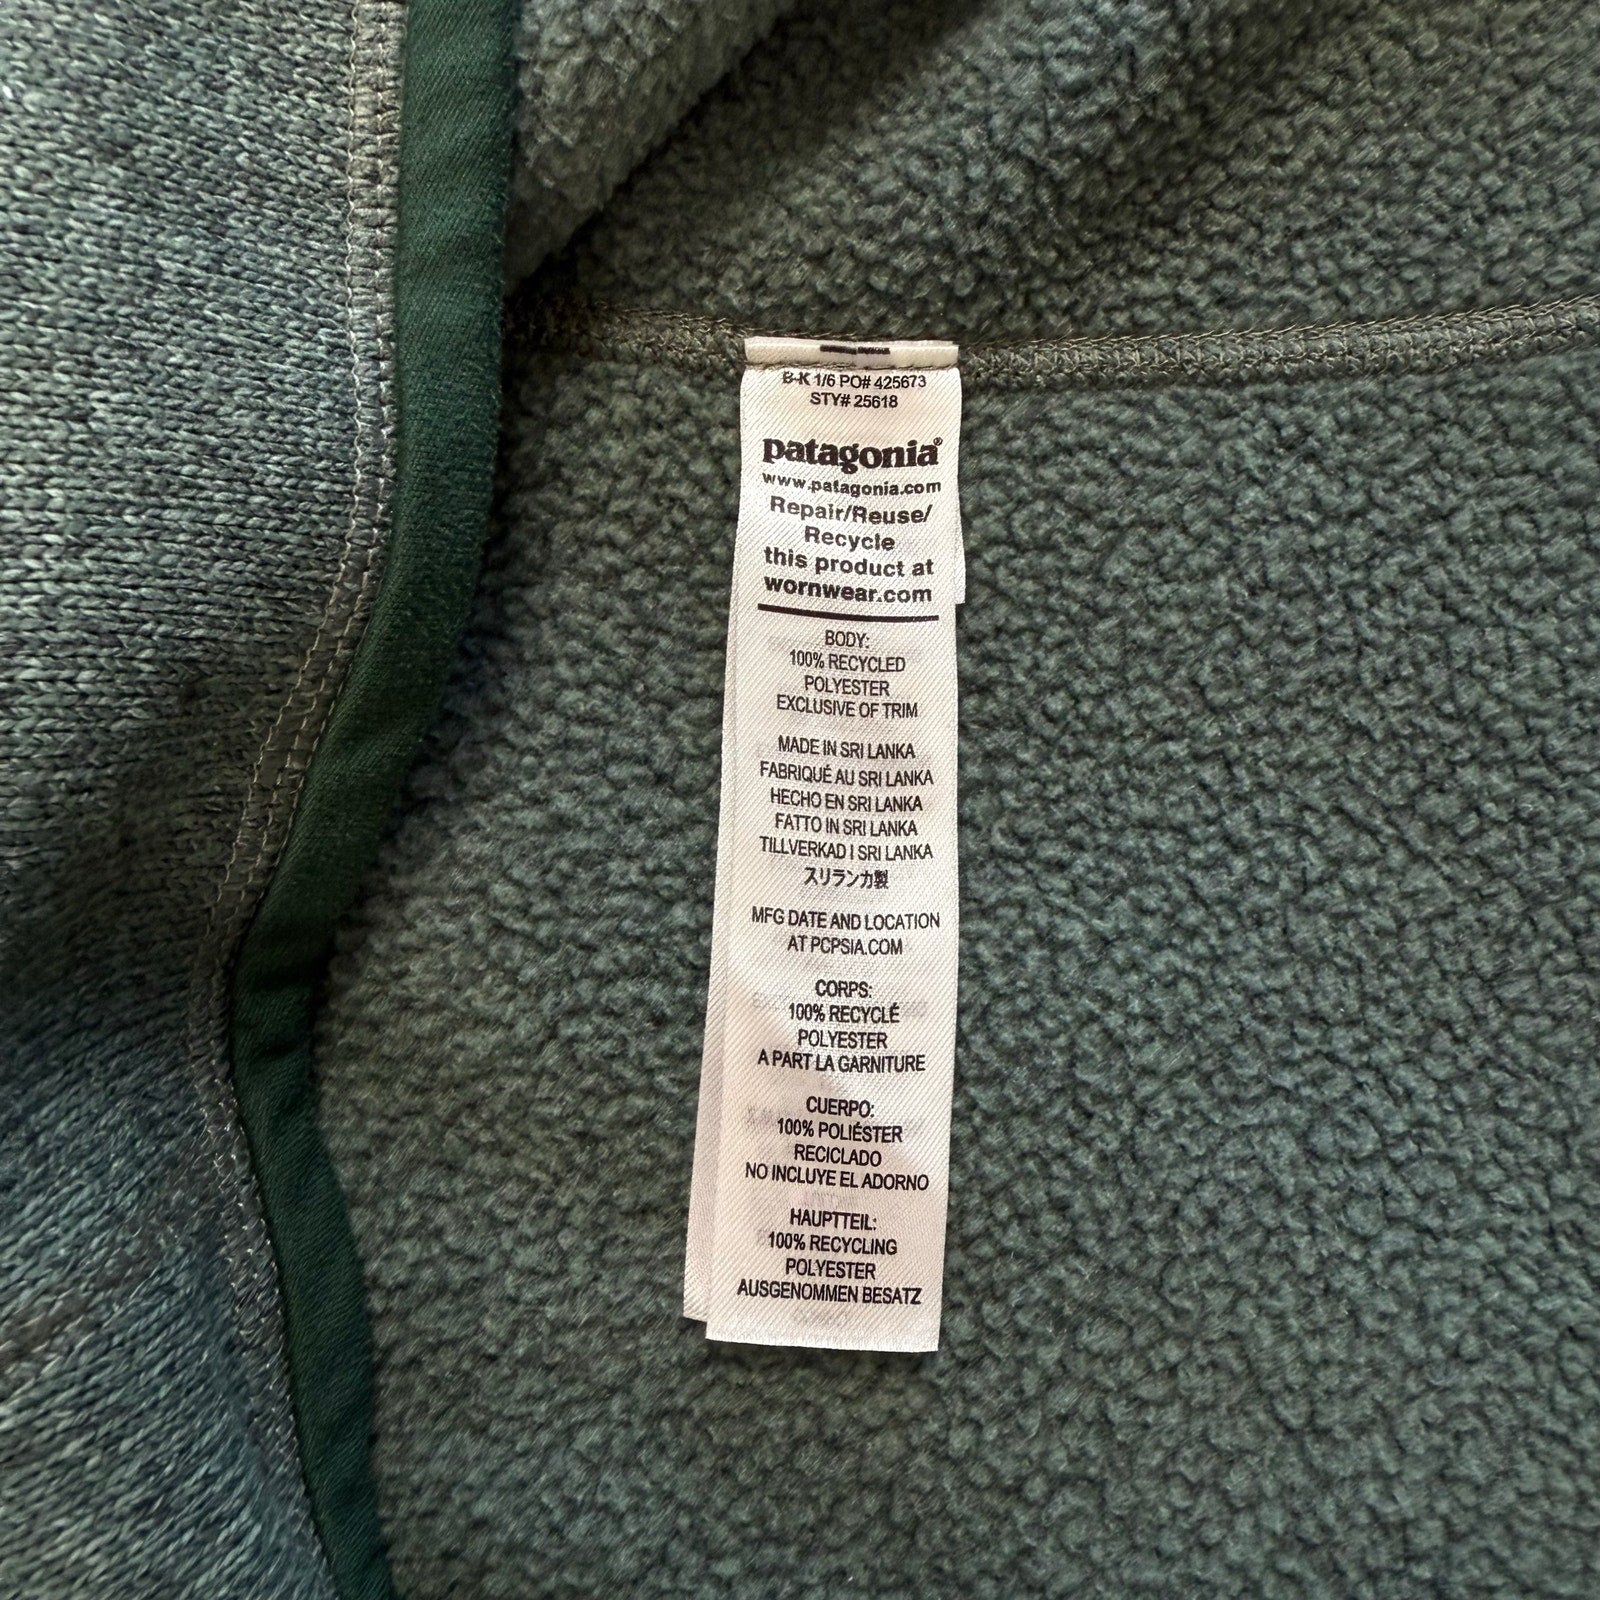 B-K 1/6 PO# 425673
STY# 25618
patagonia®
www.patagonia.com
Repair/Reuse/
Recycle
this product at
wornwear.com
BODY:
100% RECYCLED
POLYESTER
EXCLUSIVE OF TRIM
MADE IN SRI LANKA
FABRIQUÉ AU SRI LANKA
HECHO EN SRI LANKA
FATTO IN SRI LANKA
TILLVERKAD I SRI LANKA
スリランカ製
MFG DATE AND LOCATION
AT PCPSIA.COM
CORPS:
100% RECYCLÉ
POLYESTER
A PART LA GARNITURE
CUERPO:
100% POLIÉSTER
RECICLADO
NO INCLUYE EL ADORNO
HAUPTTEIL:
100% RECYCLING
POLYESTER
AUSGENOMMEN BESATZ